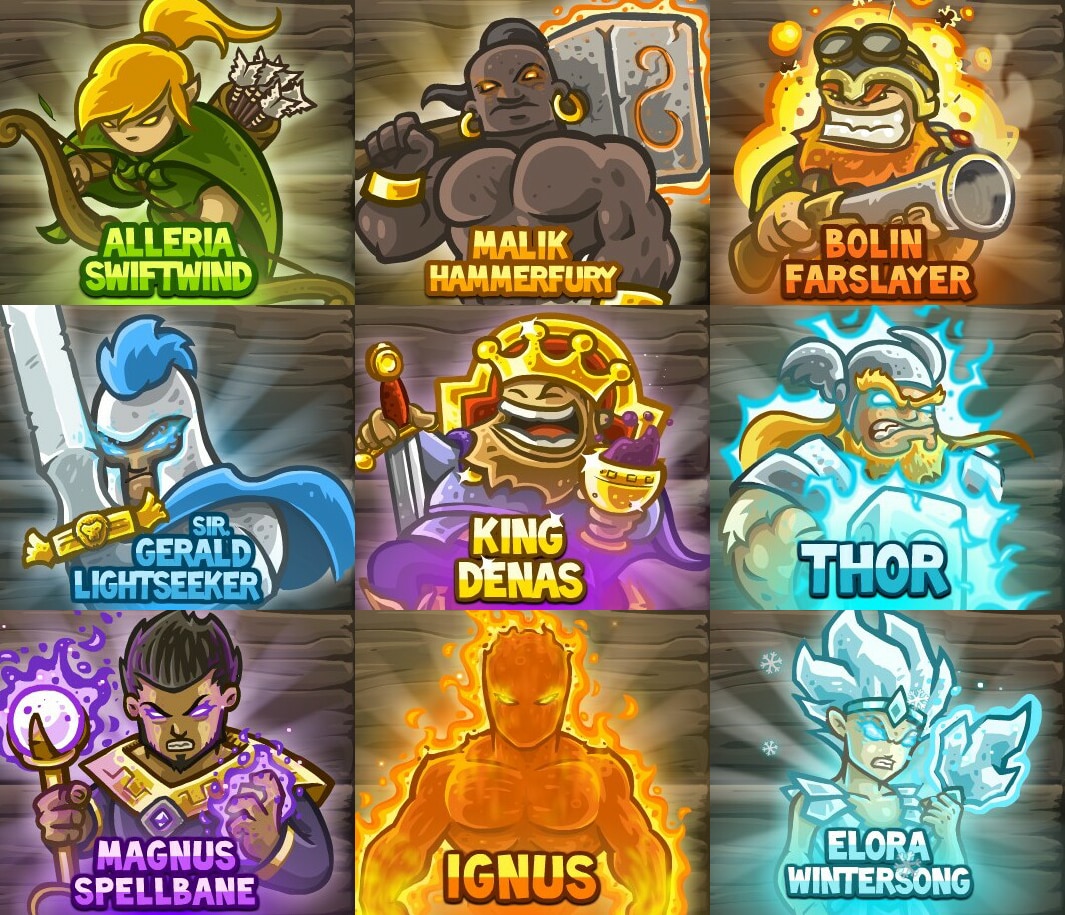 ALLERIA
SWIFTWIND
MALIK
HAMMERFURY
BOLIN
FARSLAYER
SIR.
GERALD
LIGHTSEEKER
KING
DENAS
THOR
MAGNUS
SPELLBANE
IGNUS
ELORA
WINTERSONG